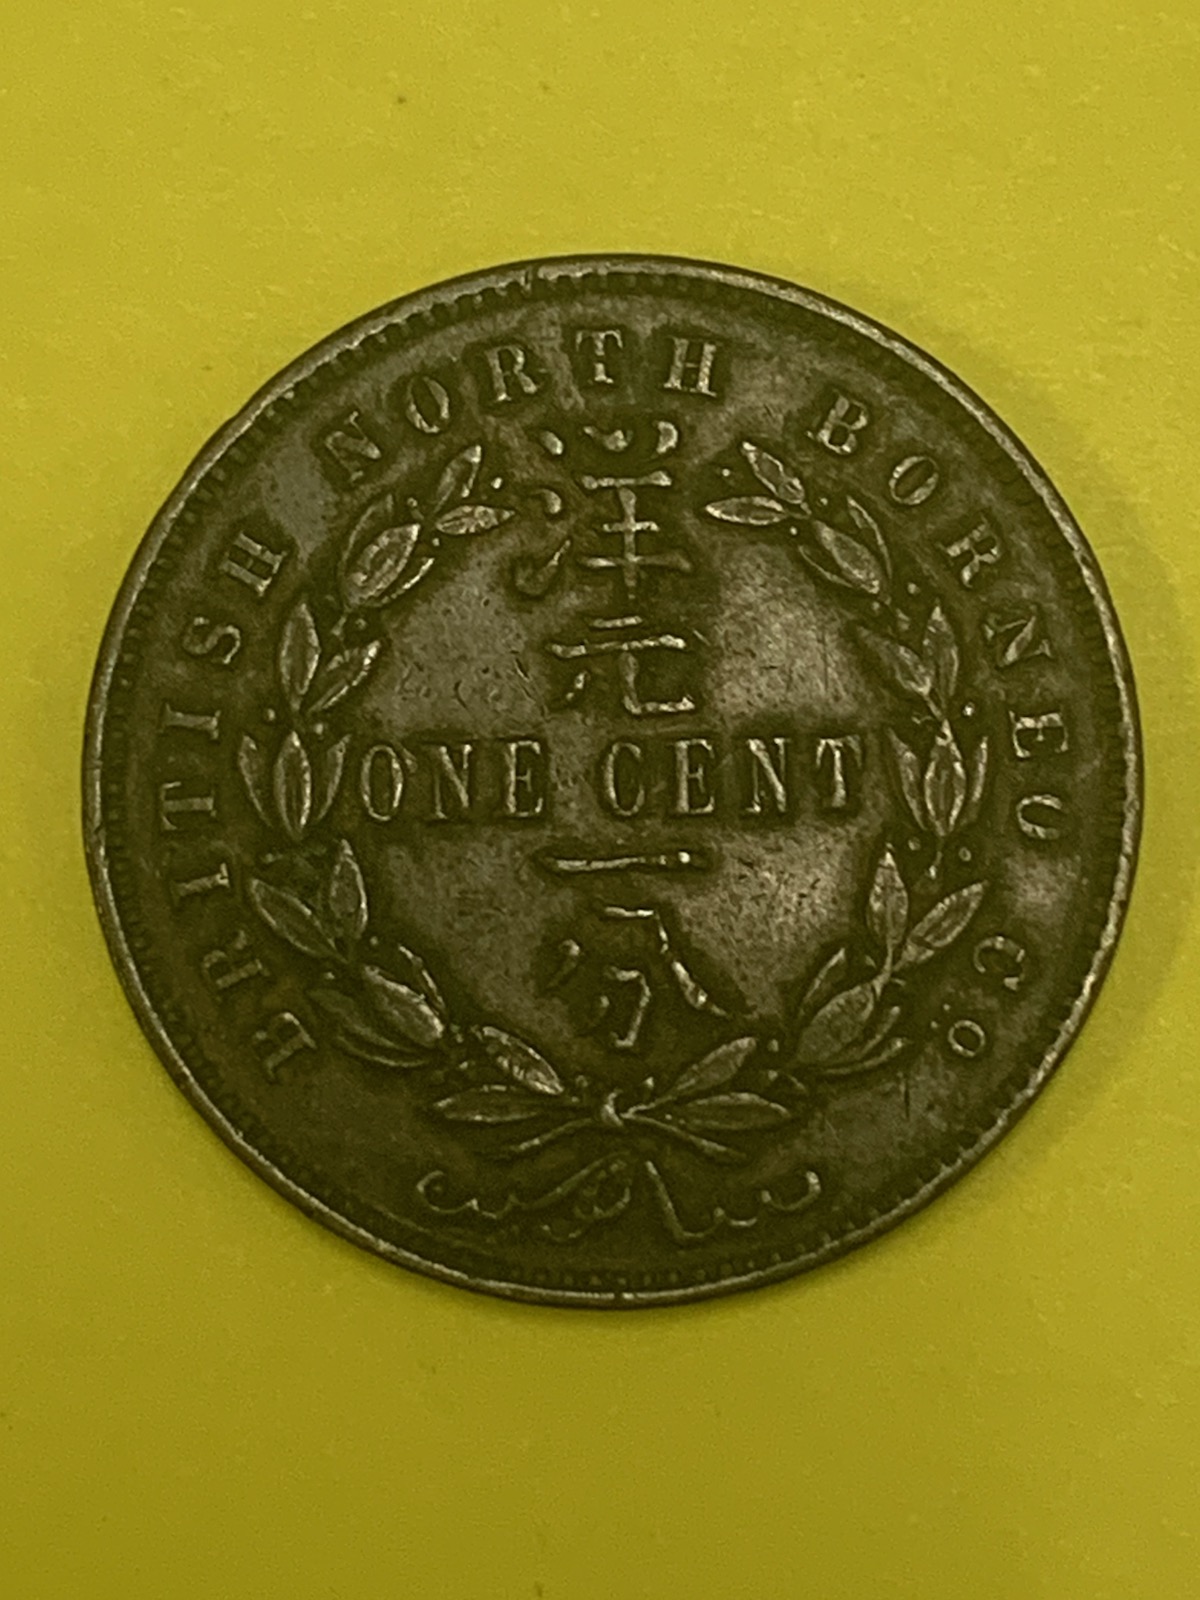 BRITISH NORTH BORNEO Cº.
洋
元
ONE CENT
一
分